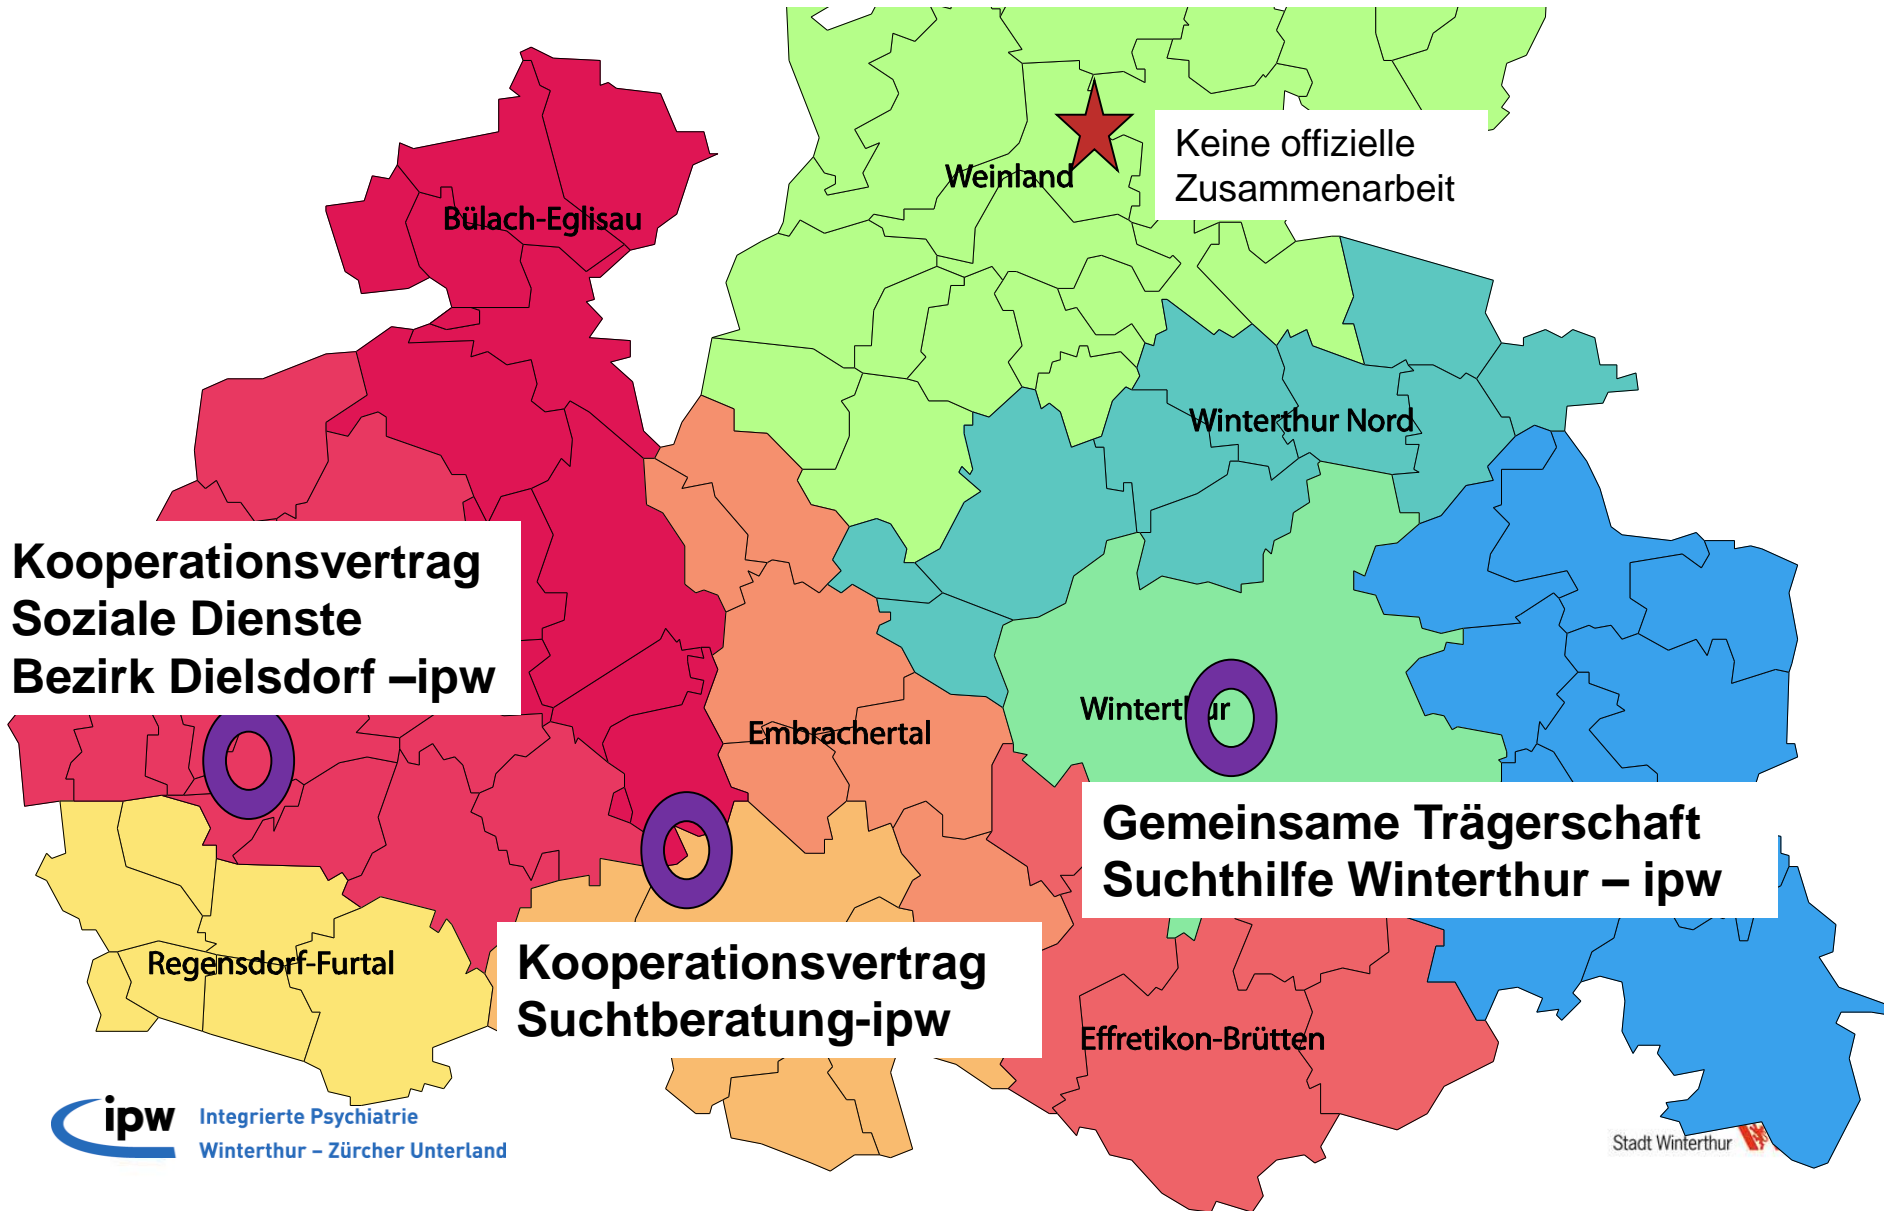 Keine offizielle
Zusammenarbeit
Weinland
Bülach-Eglisau
Winterthur Nord
Kooperationsvertrag
Soziale Dienste
Bezirk Dielsdorf –ipw
Winterthur
Embrachertal
Gemeinsame Trägerschaft
Suchthilfe Winterthur – ipw
Regensdorf-Furtal
Kooperationsvertrag
Suchtberatung-ipw
Effretikon-Brütten
ipw
Integrierte Psychiatrie
Winterthur – Zürcher Unterland
Stadt Winterthur